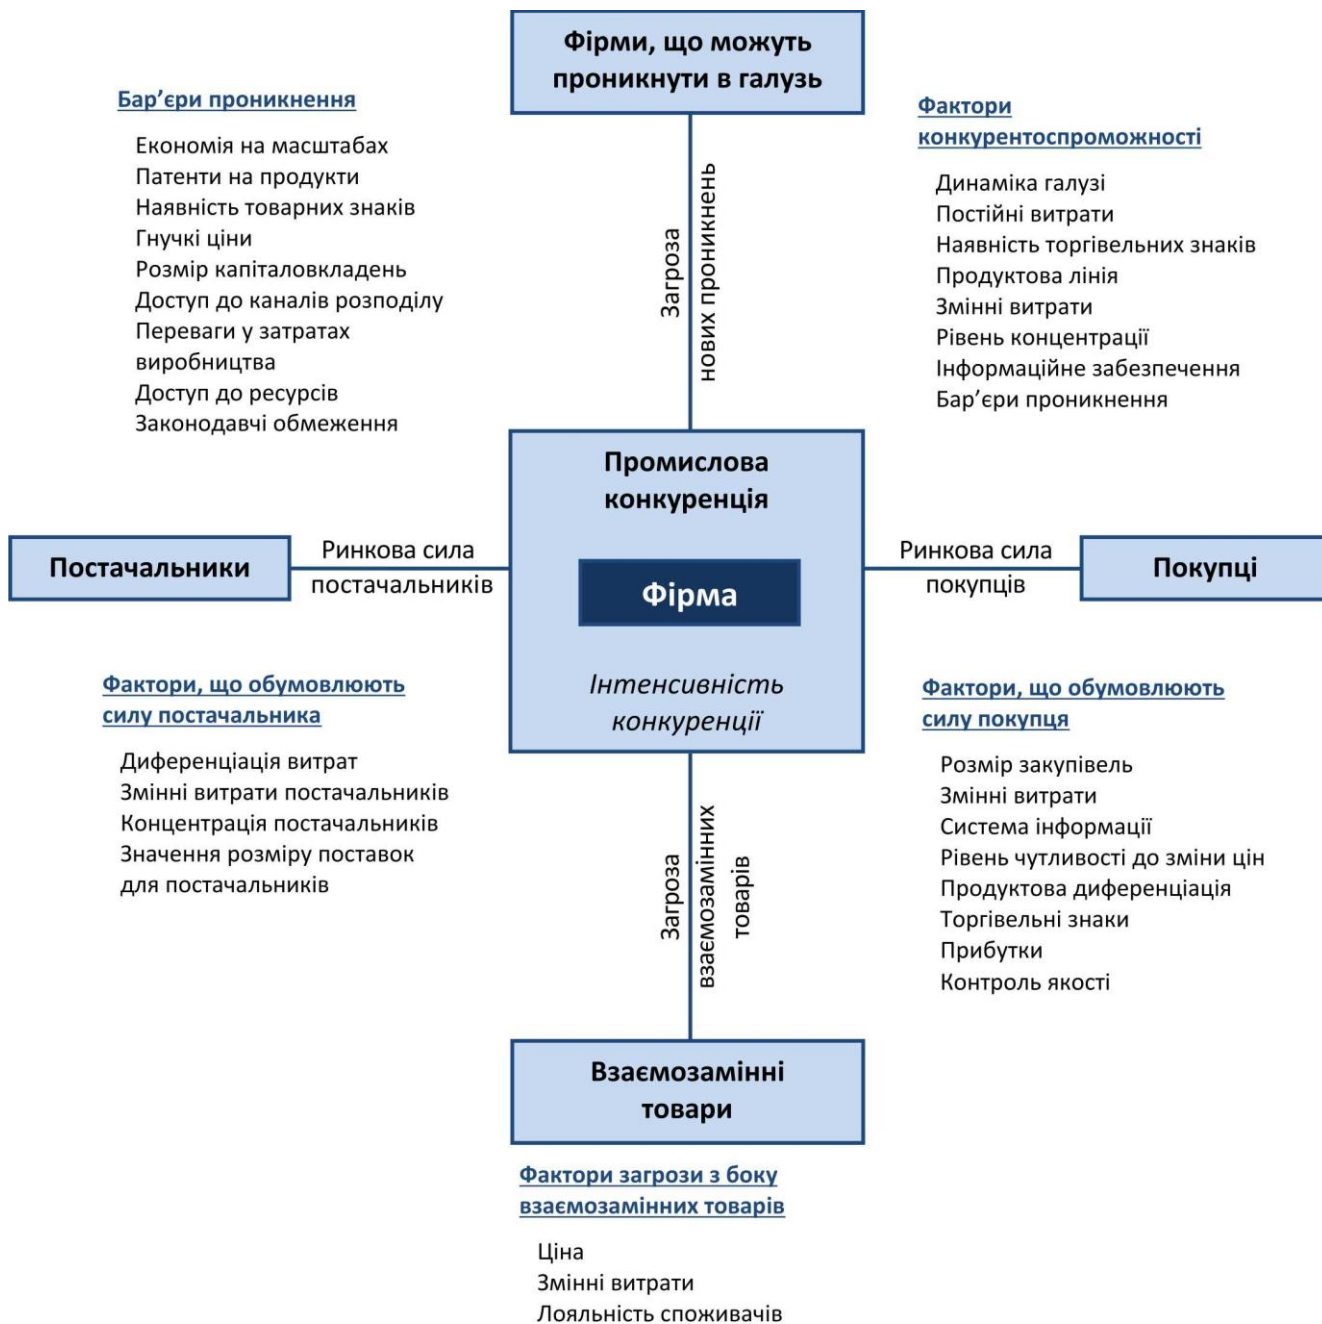 Фірми, що можуть
проникнути в галузь
Бар’єри проникнення
Економія на масштабах
Патенти на продукти
Наявність товарних знаків
Гнучкі ціни
Розмір капіталовкладень
Доступ до каналів розподілу
Переваги у затратах
виробництва
Доступ до ресурсів
Законодавчі обмеження
Загроза
нових проникнень
Фактори
конкурентоспроможності
Динаміка галузі
Постійні витрати
Наявність торгівельних знаків
Продуктова лінія
Змінні витрати
Рівень концентрації
Інформаційне забезпечення
Бар’єри проникнення
Постачальники
Ринкова сила
постачальників
Промислова
конкуренція
Фірма
Інтенсивність
конкуренції
Ринкова сила
покупців
Покупці
Фактори, що обумовлюють
силу постачальника
Диференціація витрат
Змінні витрати постачальників
Концентрація постачальників
Значення розміру поставок
для постачальників
Загроза
взаємозамінних
товарів
Фактори, що обумовлюють
силу покупця
Розмір закупівель
Змінні витрати
Система інформації
Рівень чутливості до зміни цін
Продуктова диференціація
Торгівельні знаки
Прибутки
Контроль якості
Взаємозамінні
товари
Фактори загрози з боку
взаємозамінних товарів
Ціна
Змінні витрати
Лояльність споживачів